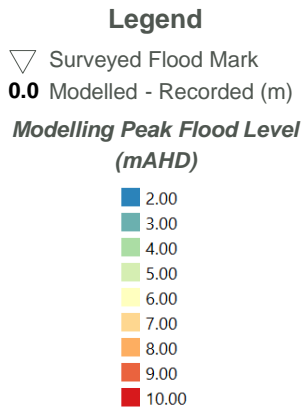 Legend
Surveyed Flood Mark
0.0 Modelled - Recorded (m)
Modelling Peak Flood Level
(mAHD)
2.00
3.00
4.00
5.00
6.00
7.00
8.00
9.00
10.00